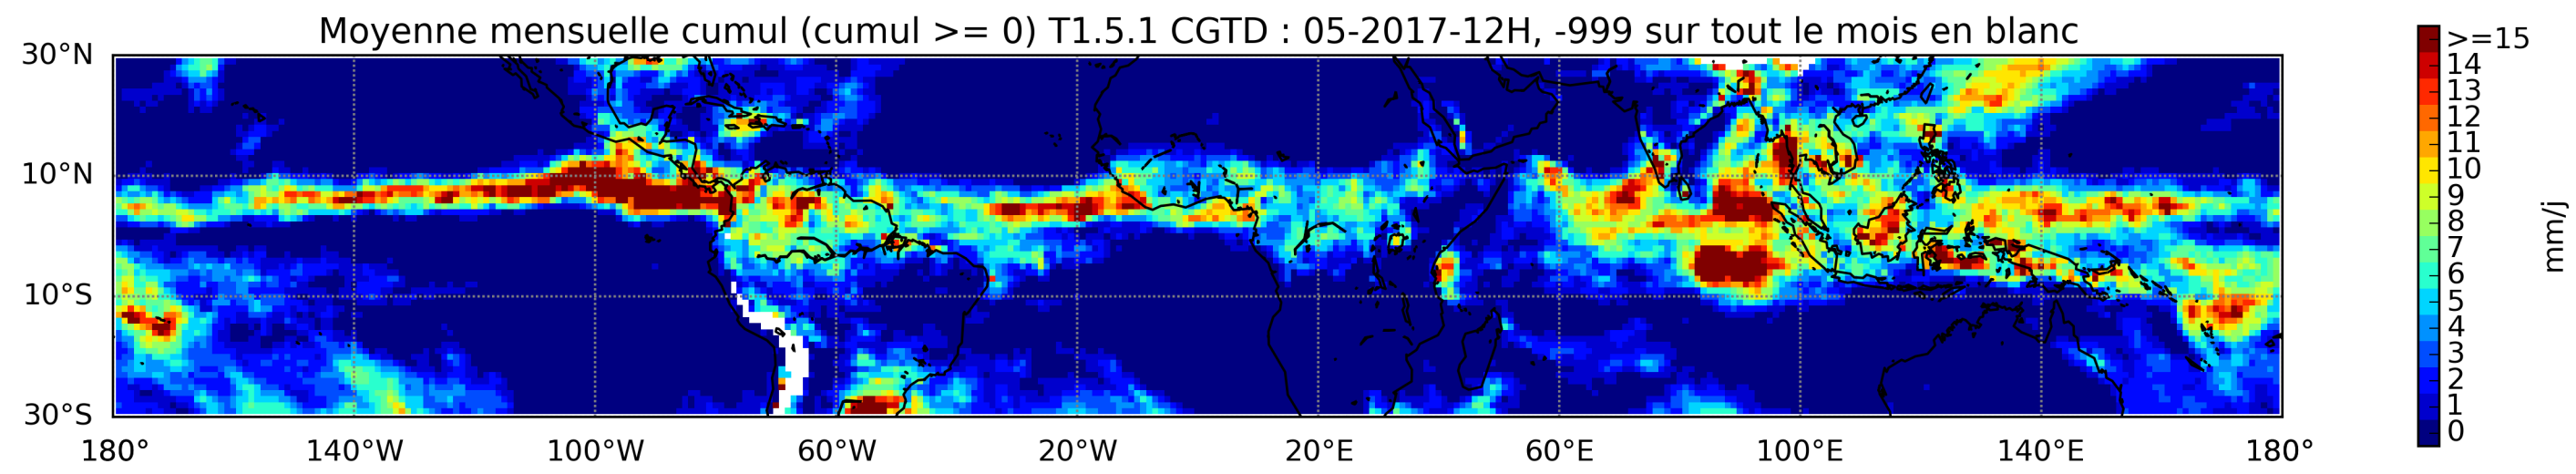 Moyenne mensuelle cumul (cumul >= 0) T1.5.1 CGTD : 05-2017-12H, -999 sur tout le mois en blanc
30°N
10°N
10°S
30°S
180°
140°W
100°W
60°W
20°W
20°E
60°E
100°E
140°E
180°
>=15
14
13
12
11
10
9
8
7
6
5
4
3
2
1
0
mm/j